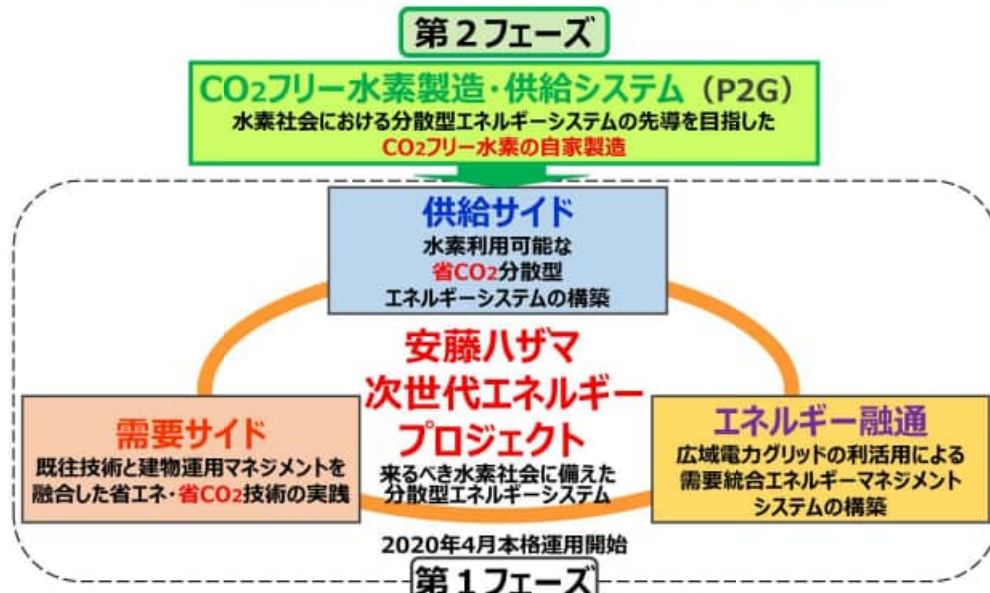 第2フェーズ
CO2フリー水素製造・供給システム（P2G）
水素社会における分散型エネルギーシステムの先導を目指した
CO2フリー水素の自家製造
供給サイド
水素利用可能な
省CO2分散型
エネルギーシステムの構築
安藤ハザマ
次世代エネルギー
プロジェクト
来るべき水素社会に備えた
分散型エネルギーシステム
需要サイド
既往技術と建物運用マネジメントを
融合した省エネ・省CO2技術の実践
エネルギー融通
広域電力グリッドの利活用による
需要統合エネルギーマネジメント
システムの構築
2020年4月本格運用開始
第1フェーズ